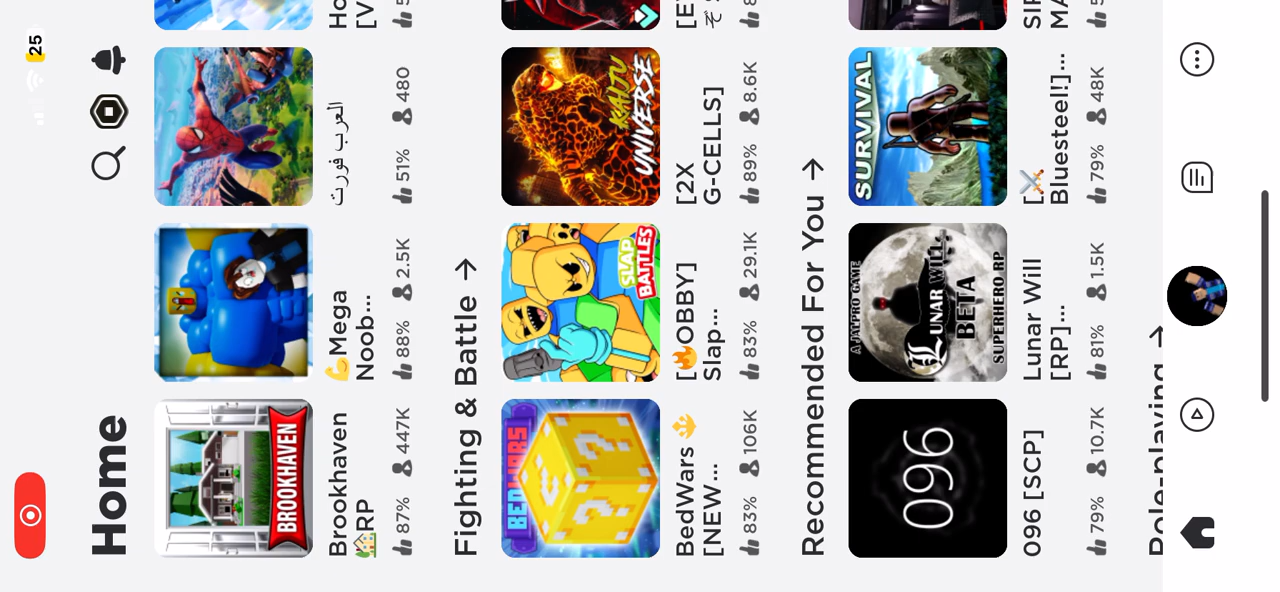 25
Home
BROOKHAVEN
Brookhaven
🏡RP
87% 447K
💪Mega
Noob...
88% 2.5K
العرب فورت
51% 480
Ho
[V
Fighting & Battle →
BEDWARS
BedWars
[NEW...
83% 106K
SLAP
BATTLES
[🔥OBBY]
Slap...
83% 29.1K
KAIJU
UNIVERSE
[2X
G-CELLS]
89% 8.6K
Recommended For You →
096
096 [SCP]
79% 10.7K
A JAYPRO GAME
LUNAR WILL
BETA
SUPERHERO RP
Lunar Will
[RP]...
81% 1.5K
SURVIVAL
[⚔️
Bluesteel!]...
79% 48K
Role-playing →